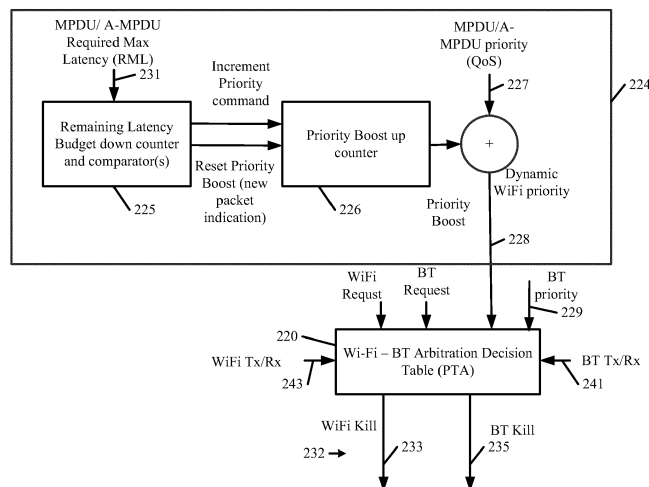 MPDU/ A-MPDU
Required Max
Latency (RML)
231
Increment
Priority
command
MPDU/A-
MPDU priority
(QoS)
227
224
Remaining Latency
Budget down counter
and comparator(s)
225
Reset Priority
Boost (new
packet
indication)
Priority Boost up
counter
226
+
Dynamic
WiFi priority
Priority
Boost
228
WiFi
Requst
BT
Request
BT
priority
229
220
Wi-Fi – BT Arbitration Decision
Table (PTA)
WiFi Tx/Rx
243
BT Tx/Rx
241
WiFi Kill
232
233
BT Kill
235